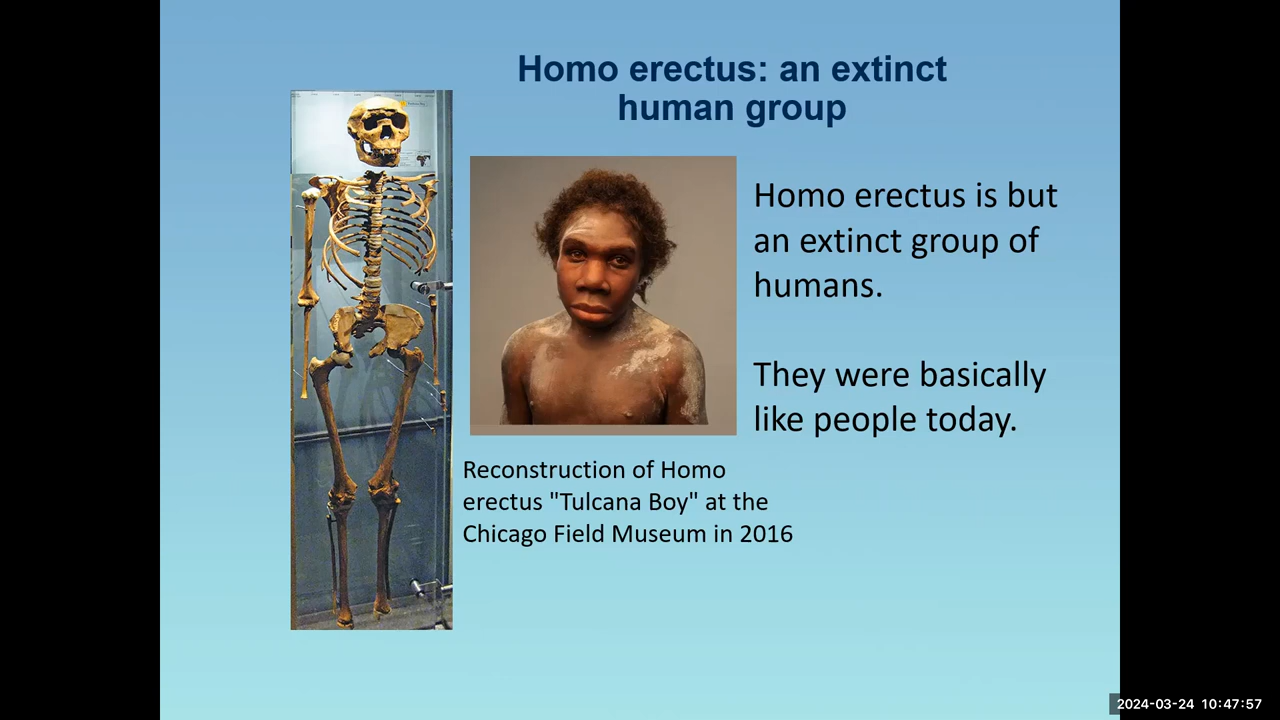 Homo erectus: an extinct
human group
Homo erectus is but
an extinct group of
humans.
They were basically
like people today.
Reconstruction of Homo
erectus "Tulcana Boy" at the
Chicago Field Museum in 2016
2024-03-24 10:47:57